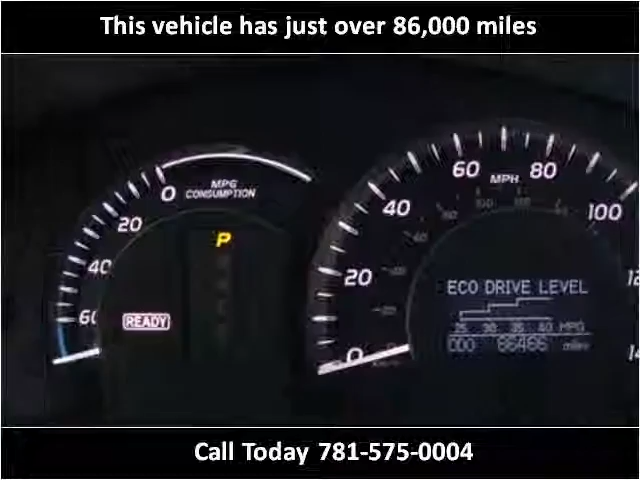 This vehicle has just over 86,000 miles
MPG
CONSUMPTION
0
20
40
60
P
READY
0
20
40
60
80
100
MPH
ECO DRIVE LEVEL
25 30 35 40 MPG
ODO 86466 miles
Call Today 781-575-0004